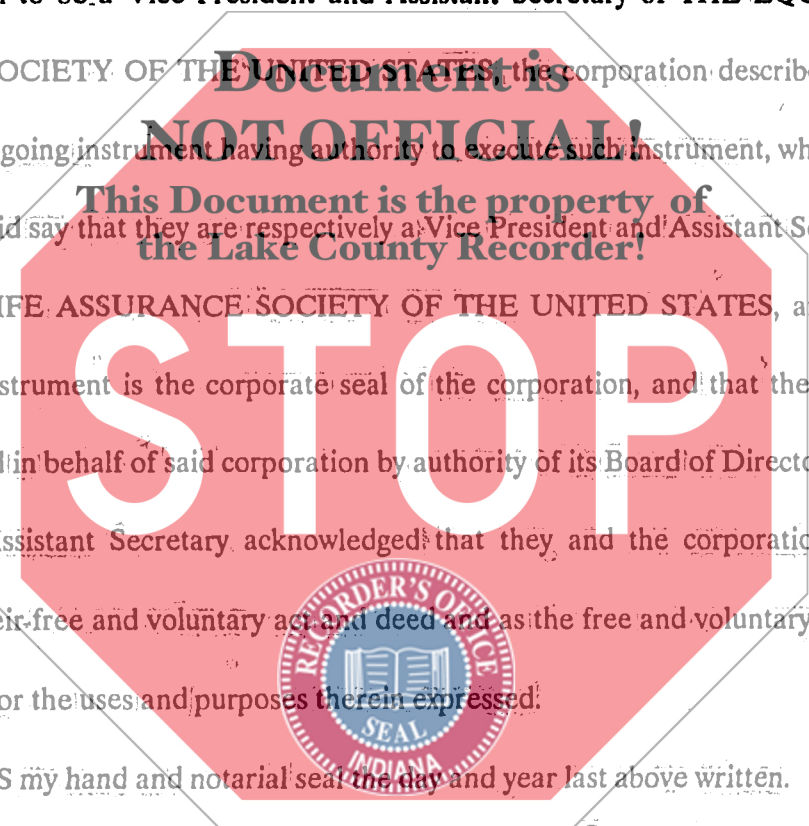 to be a Vice President and Assistant Secretary of THE EQU
Document is
OCIETY OF THE UNITED STATES, the corporation describe
NOT OFFICIAL!
going instrument having authority to execute such instrument, wh
This Document is the property of
id say that they are respectively a Vice President and Assistant Se
the Lake County Recorder!
IFE ASSURANCE SOCIETY OF THE UNITED STATES, a
STOP
strument is the corporate seal of the corporation, and that the
in behalf of said corporation by authority of its Board of Directo
ssistant Secretary acknowledged that they and the corporatio
eir free and voluntary act and deed and as the free and voluntary
or the uses and purposes therein expressed.
RECORDER'S OFFICE
SEAL
INDIANA
S my hand and notarial seal the day and year last above written.